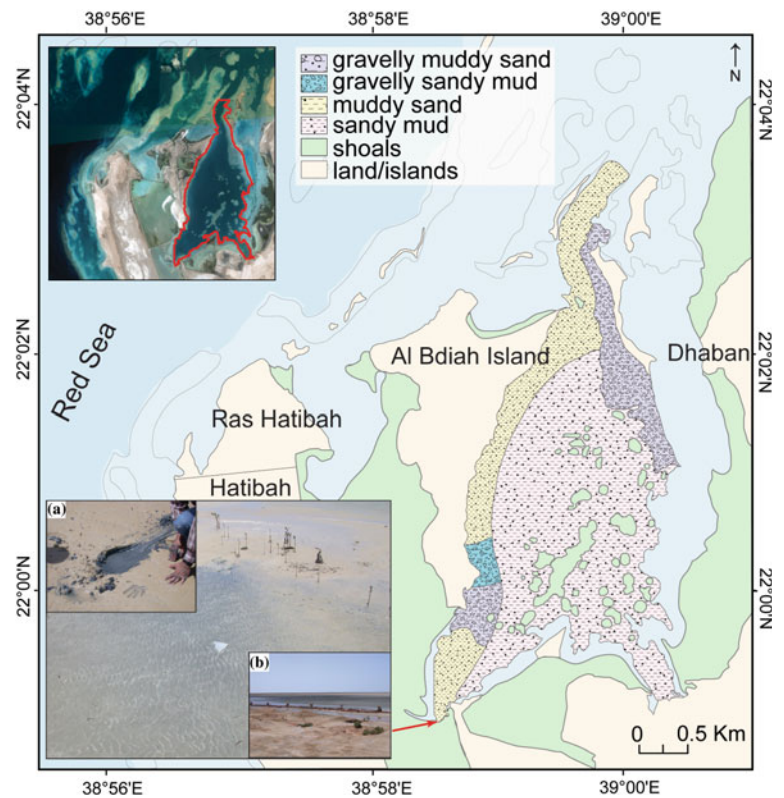 38°56'E 38°58' 39°00'E
22°04'N
22°04'N
N
gravelly muddy sand
gravelly sandy mud
muddy sand
sandy mud
shoals
land/islands
Red Sea
22°02'N
Al Bdiah Island
Dhaban
22°02'N
Ras Hatibah
Hatibah
(a)
22°00'N
22°00'N
(b)
0 0.5 Km
38°56'E 38°58'E 39°00'E